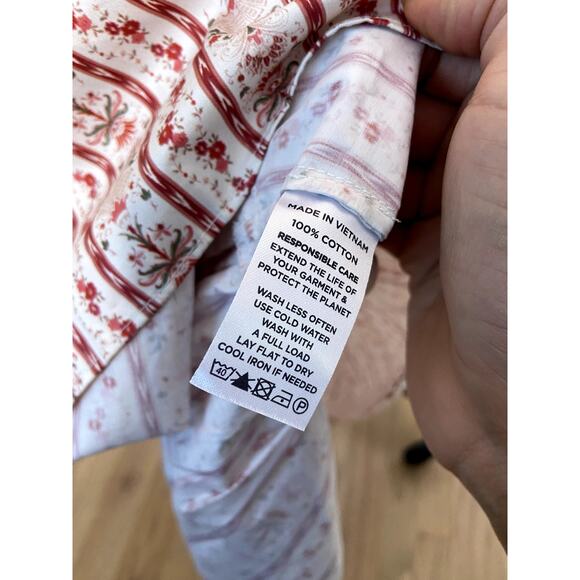 MADE IN VIETNAM
100% COTTON
RESPONSIBLE CARE
EXTEND THE LIFE OF
YOUR GARMENT &
PROTECT THE PLANET
WASH LESS OFTEN
USE COLD WATER
WASH WITH
A FULL LOAD
LAY FLAT TO DRY
COOL IRON IF NEEDED
40 P